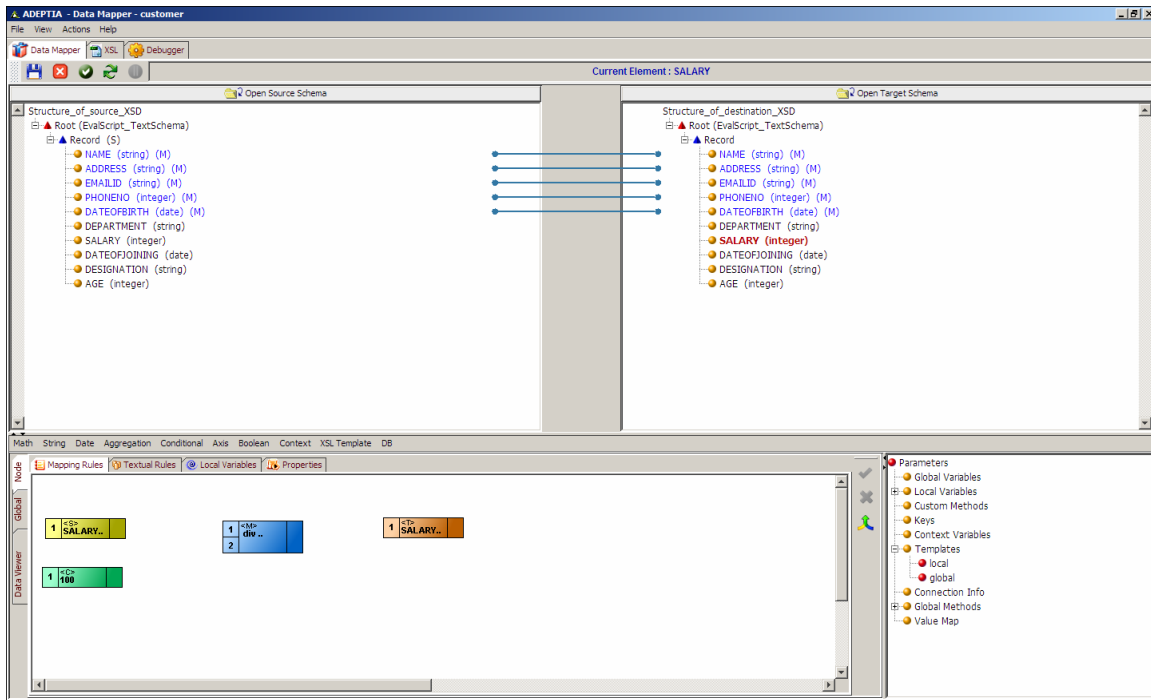 ADEPTIA - Data Mapper - customer
File View Actions Help
Data Mapper XSL Debugger
Current Element : SALARY
Open Source Schema
Structure_of_source_XSD
Root (EvalScript_TextSchema)
Record (S)
NAME (string) (M)
ADDRESS (string) (M)
EMAILID (string) (M)
PHONENO (integer) (M)
DATEOFBIRTH (date) (M)
DEPARTMENT (string)
SALARY (integer)
DATEOFJOINING (date)
DESIGNATION (string)
AGE (integer)
Open Target Schema
Structure_of_destination_XSD
Root (EvalScript_TextSchema)
Record
NAME (string) (M)
ADDRESS (string) (M)
EMAILID (string) (M)
PHONENO (integer) (M)
DATEOFBIRTH (date) (M)
DEPARTMENT (string)
SALARY (integer)
DATEOFJOINING (date)
DESIGNATION (string)
AGE (integer)
Math String Date Aggregation Conditional Axis Boolean Context XSL Template DB
Node
Global
Data Viewer
Mapping Rules Textual Rules Local Variables Properties
<S>
1 SALARY..
<M>
1 div ..
2
<T>
1 SALARY..
<C>
1 100
Parameters
Global Variables
Local Variables
Custom Methods
Keys
Context Variables
Templates
local
global
Connection Info
Global Methods
Value Map